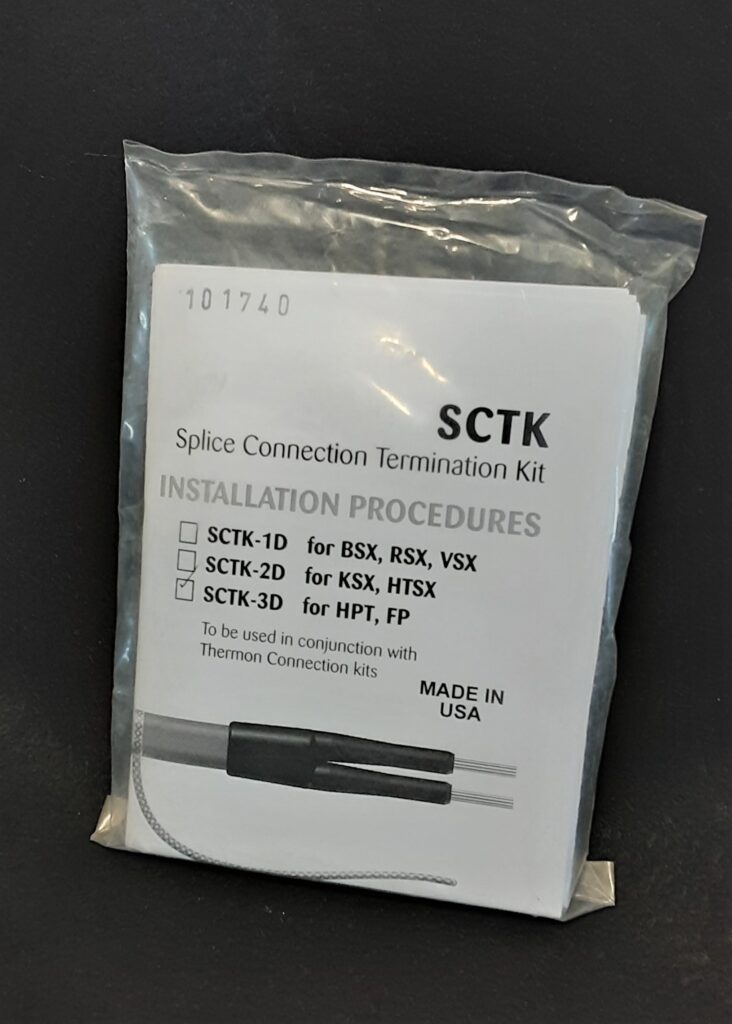 101740
SCTK
Splice Connection Termination Kit
INSTALLATION PROCEDURES
SCTK-1D for BSX, RSX, VSX
SCTK-2D for KSX, HTSX
SCTK-3D for HPT, FP
To be used in conjunction with
Thermon Connection kits
MADE IN
USA